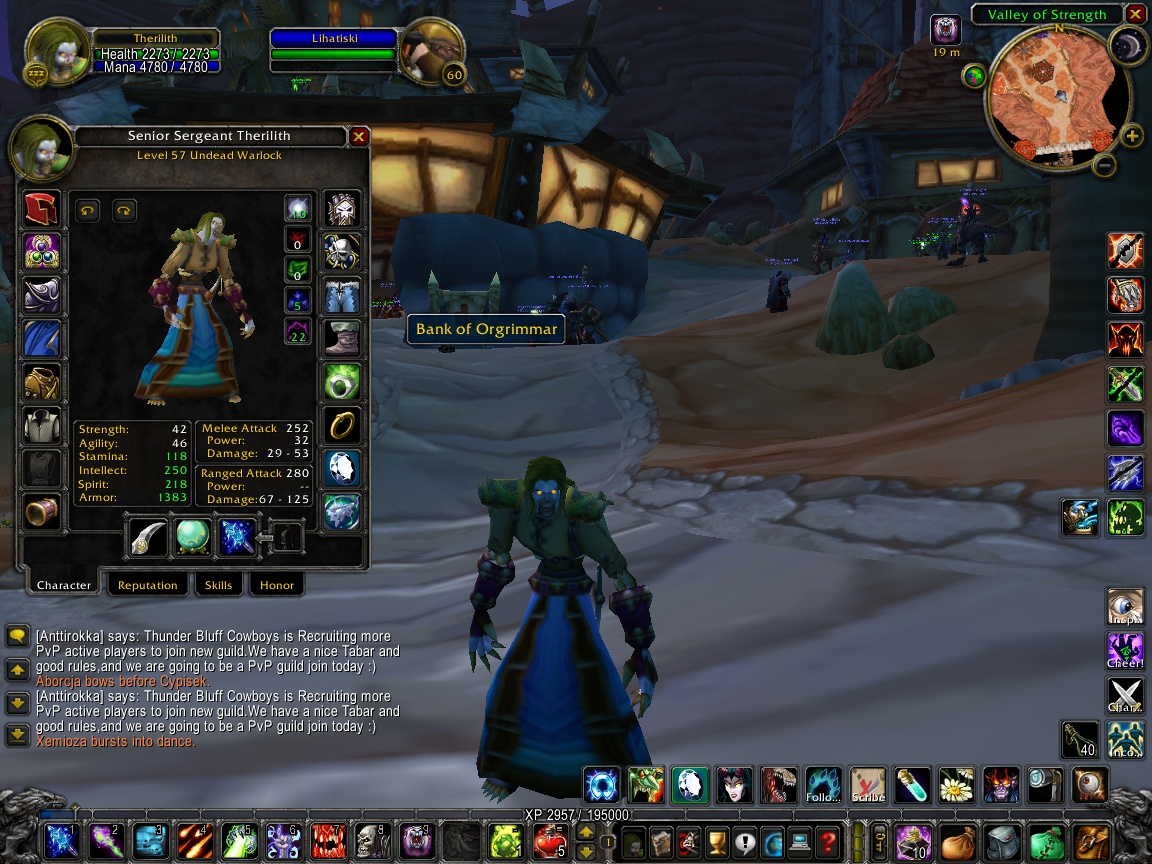 Therilith
Health 2273 / 2273
Mana 4780 / 4780
zzz
Lihatiski
60
19 m
Valley of Strength
N
Senior Sergeant Therilith
Level 57 Undead Warlock
10
0
0
5
22
Strength: 42
Agility: 46
Stamina: 118
Intellect: 250
Spirit: 218
Armor: 1383
Melee Attack 252
Power: 32
Damage: 29 - 53
Ranged Attack 280
Power: --
Damage: 67 - 125
Character
Reputation
Skills
Honor
Bank of Orgrimmar
[Anttirokka] says: Thunder Bluff Cowboys is Recruiting more
PvP active players to join new guild.We have a nice Tabar and
good rules,and we are going to be a PvP guild join today :)
Aborcja bows before Cypisek.
[Anttirokka] says: Thunder Bluff Cowboys is Recruiting more
PvP active players to join new guild.We have a nice Tabar and
good rules,and we are going to be a PvP guild join today :)
Xemioza bursts into dance.
Inspa
Cheer!
Char..
40
Inco..
Follo...
Scribe
XP 2957 / 195000
1
2
3
4
5
6
7
8
9
5
1
10